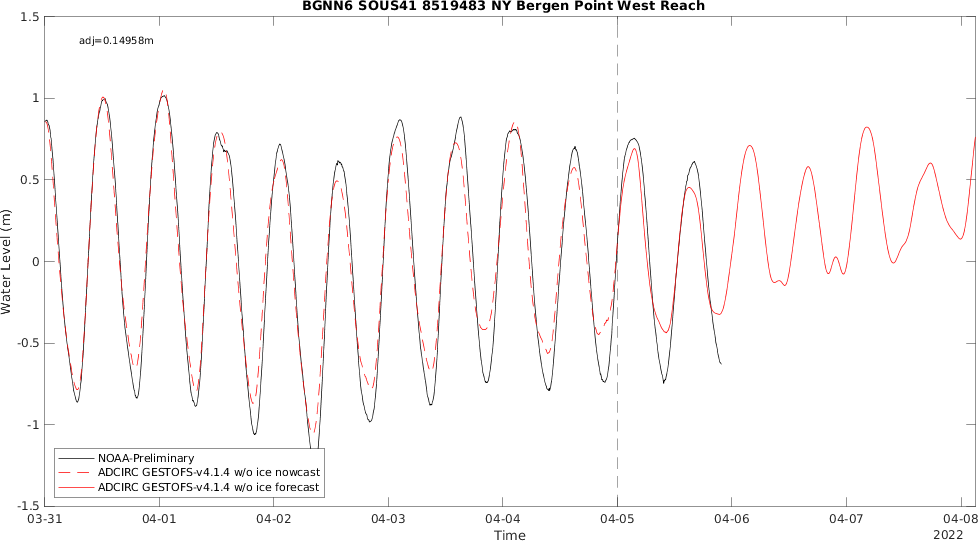 BGNN6 SOUS41 8519483 NY Bergen Point West Reach
adj=0.14958m
1.5
1
0.5
0
-0.5
-1
-1.5
Water Level (m)
NOAA-Preliminary
ADCIRC GESTOFS-v4.1.4 w/o ice nowcast
ADCIRC GESTOFS-v4.1.4 w/o ice forecast
03-31 04-01 04-02 04-03 04-04 04-05 04-06 04-07 04-08
Time
2022